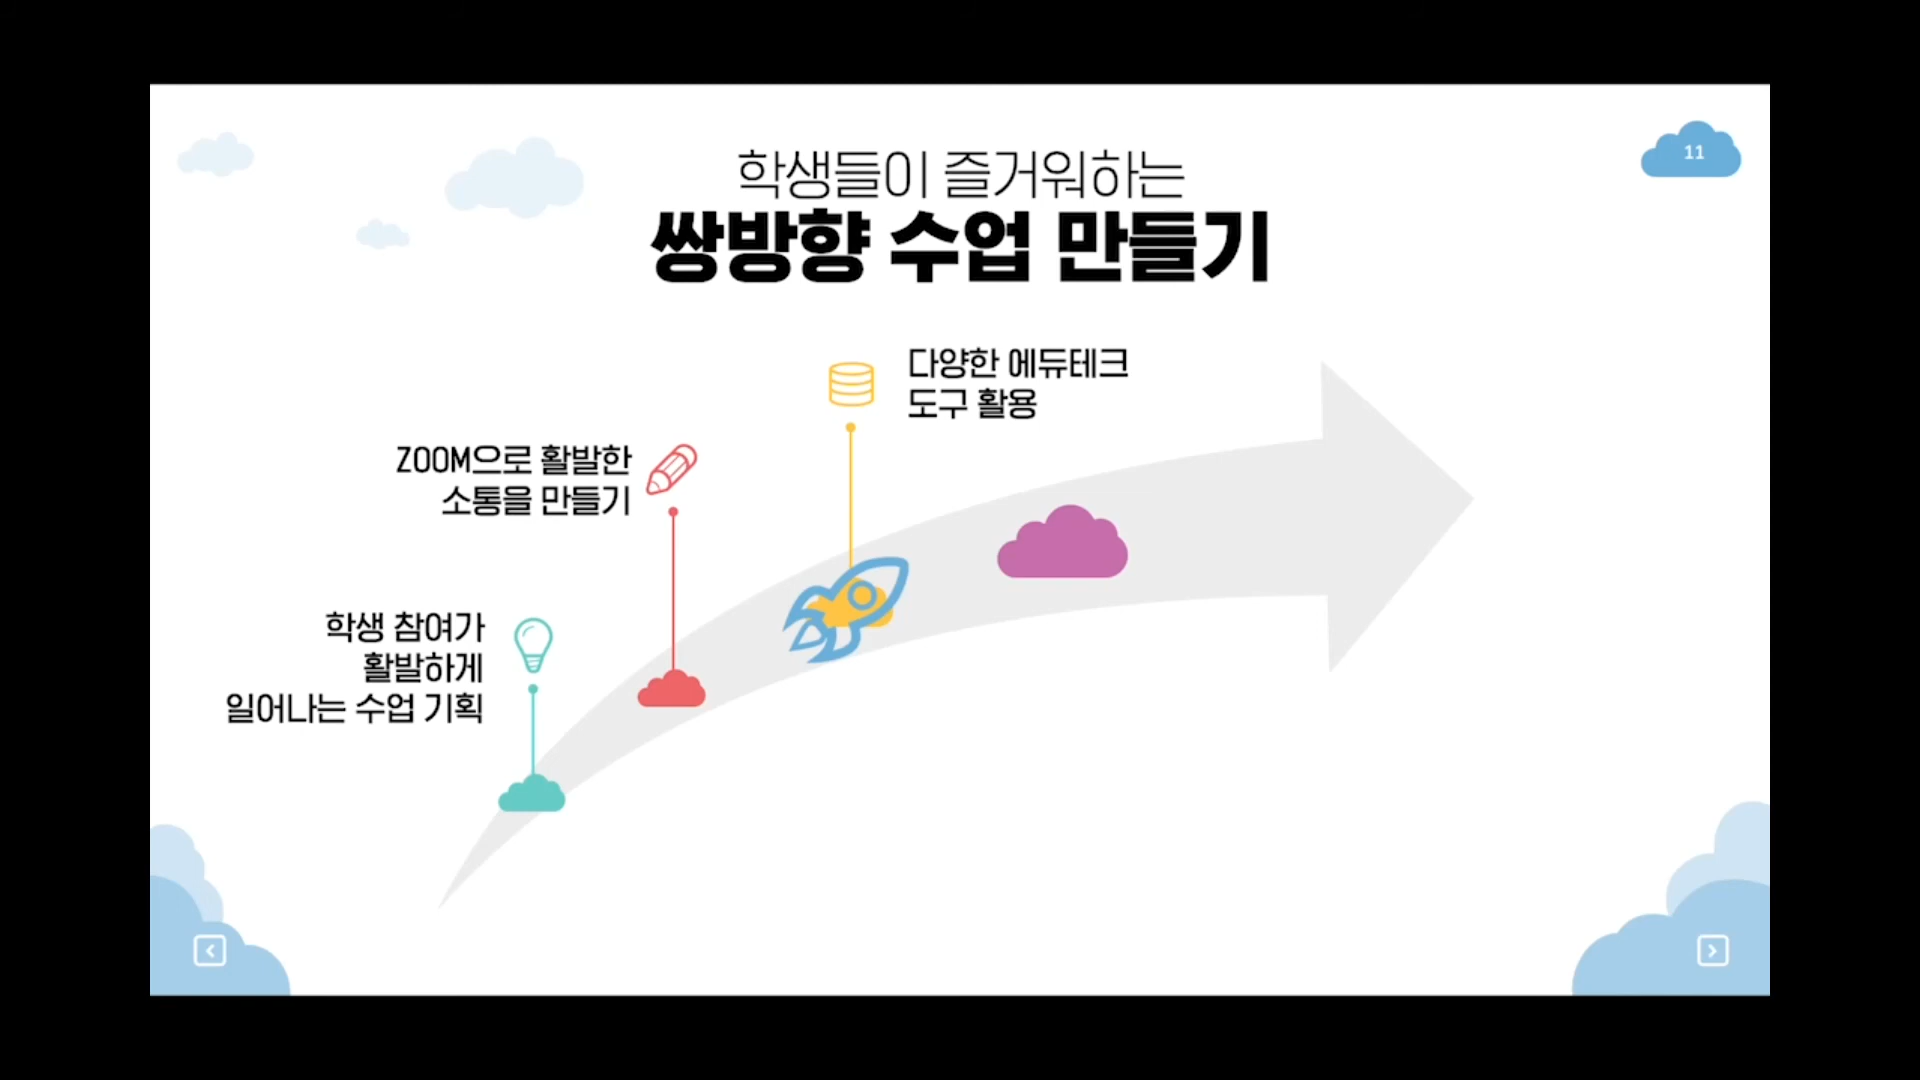 학생들이 즐거워하는
쌍방향 수업 만들기
11
다양한 에듀테크
도구 활용
ZOOM으로 활발한
소통을 만들기
학생 참여가
활발하게
일어나는 수업 기획